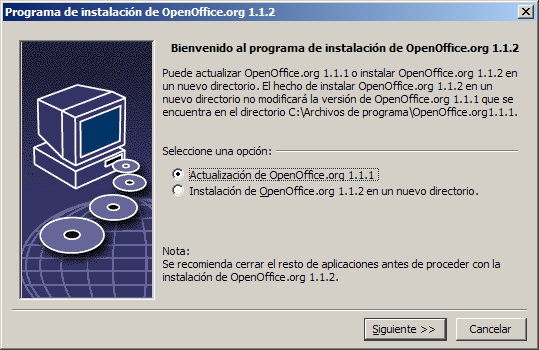 Programa de instalación de OpenOffice.org 1.1.2
Bienvenido al programa de instalación de OpenOffice.org 1.1.2
Puede actualizar OpenOffice.org 1.1.1 o instalar OpenOffice.org 1.1.2 en
un nuevo directorio. El hecho de instalar OpenOffice.org 1.1.2 en un
nuevo directorio no modificará la versión de OpenOffice.org 1.1.1 que se
encuentra en el directorio C:\Archivos de programa\OpenOffice.org1.1.1.
Seleccione una opción:
Actualización de OpenOffice.org 1.1.1
Instalación de OpenOffice.org 1.1.2 en un nuevo directorio.
Nota:
Se recomienda cerrar el resto de aplicaciones antes de proceder con la
instalación de OpenOffice.org 1.1.2.
Siguiente >>
Cancelar